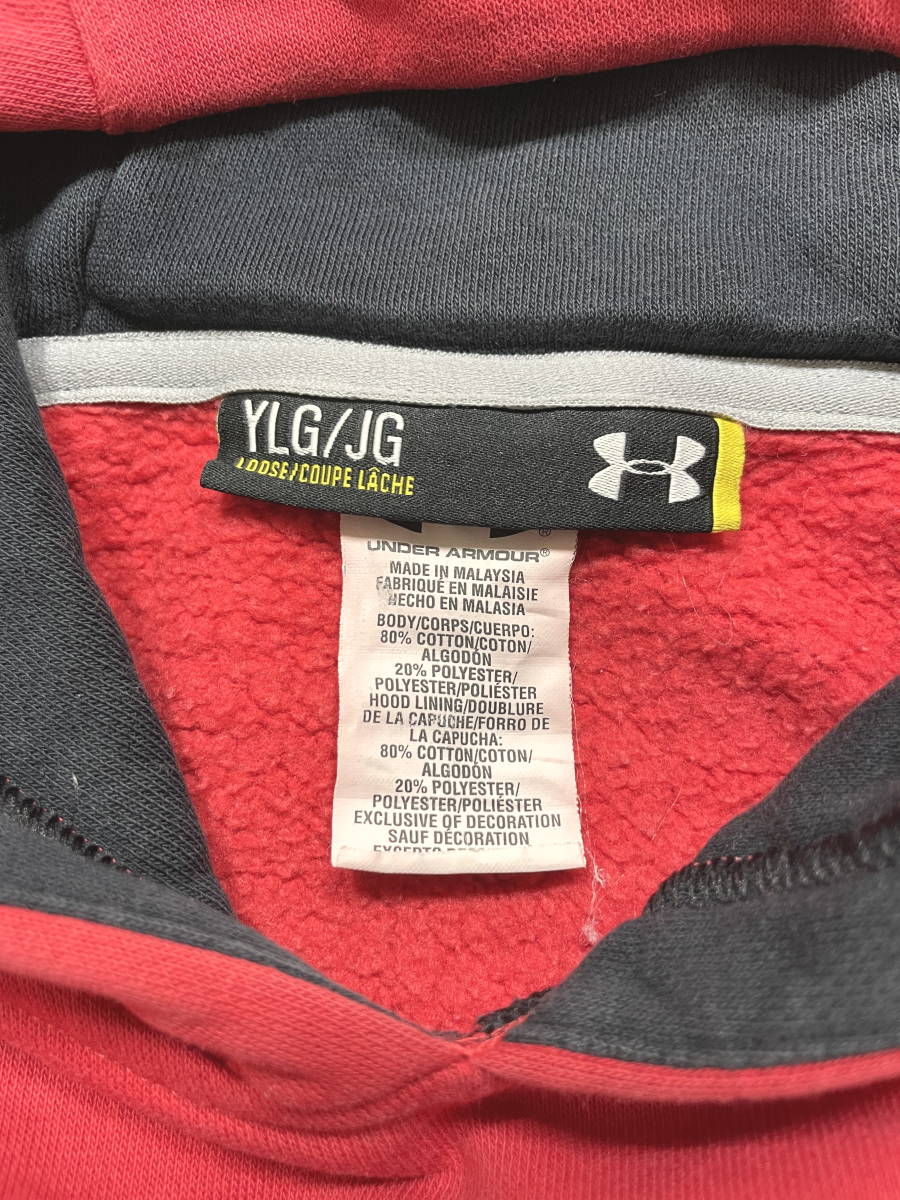 YLG/JG
LOOSE/COUPE LÂCHE
®
UNDER ARMOUR®
MADE IN MALAYSIA
FABRIQUÉ EN MALAISIE
HECHO EN MALASIA
BODY/CORPS/CUERPO:
80% COTTON/COTON/
ALGODÓN
20% POLYESTER/
POLYESTER/POLIÉSTER
HOOD LINING/DOUBLURE
DE LA CAPUCHE/FORRO DE
LA CAPUCHA:
80% COTTON/COTON/
ALGODÓN
20% POLYESTER/
POLYESTER/POLIÉSTER
EXCLUSIVE OF DECORATION
SAUF DÉCORATION